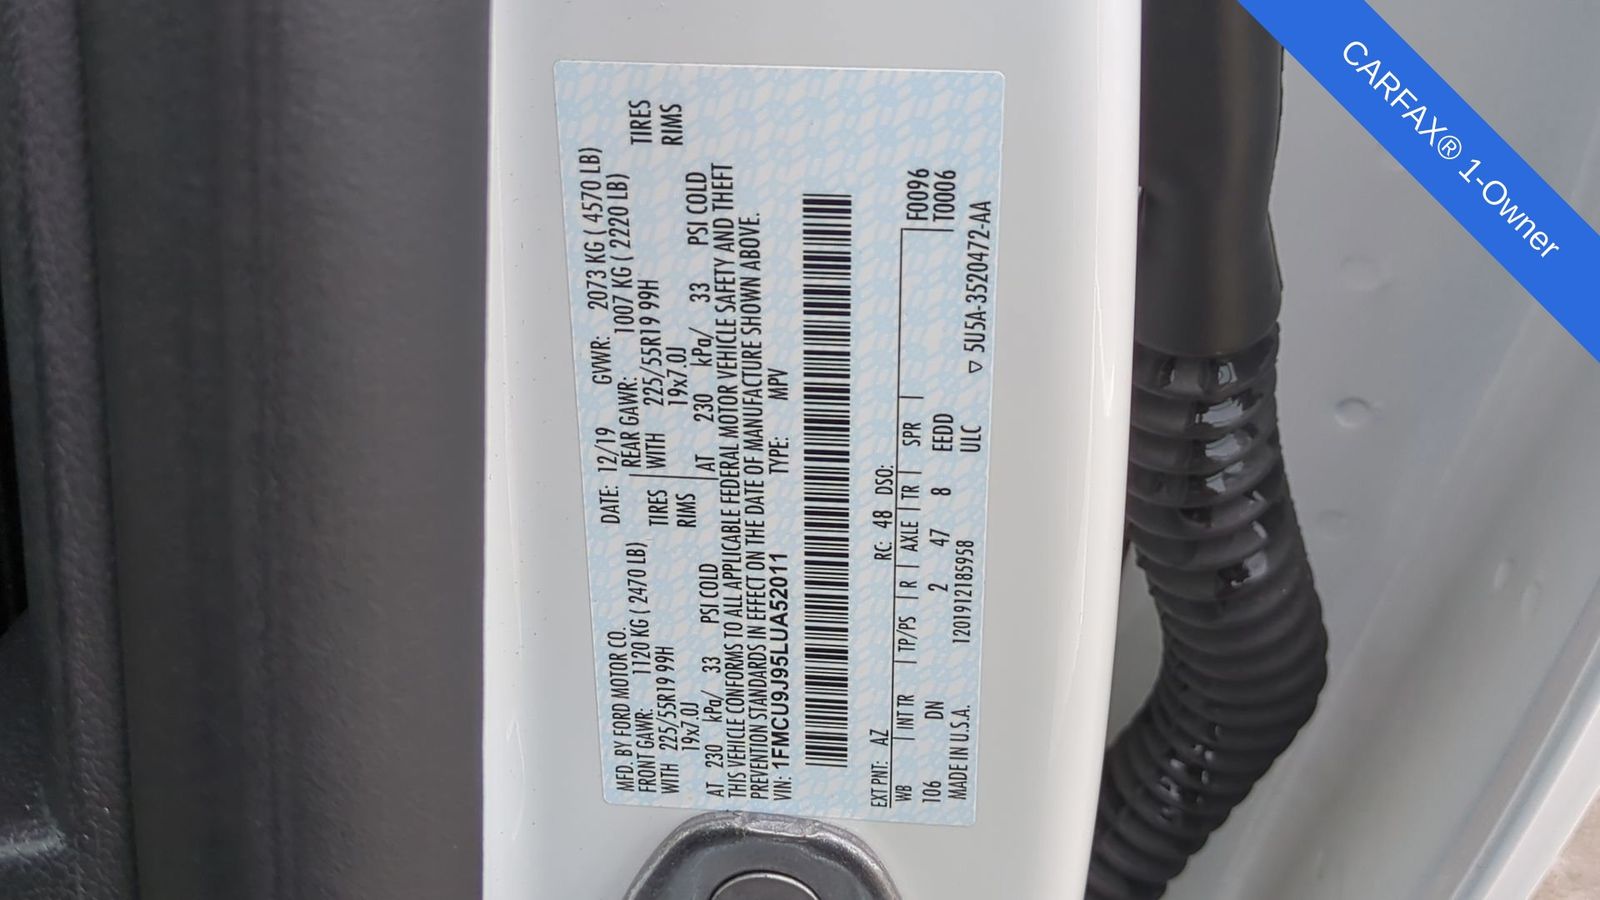 MFD. BY FORD MOTOR CO.
DATE: 12/19 GVWR: 2073 KG ( 4570 LB)
FRONT GAWR: 1120 KG ( 2470 LB)
REAR GAWR: 1007 KG ( 2220 LB)
WITH 225/55R19 99H TIRES
WITH 225/55R19 99H TIRES
19x7.0J RIMS
19x7.0J RIMS
AT 230 kPa/ 33 PSI COLD
AT 230 kPa/ 33 PSI COLD
THIS VEHICLE CONFORMS TO ALL APPLICABLE FEDERAL MOTOR VEHICLE SAFETY AND THEFT
PREVENTION STANDARDS IN EFFECT ON THE DATE OF MANUFACTURE SHOWN ABOVE.
VIN: 1FMCU9J95LUA52011 TYPE: MPV
EXT PNT: AZ RC: 48 DSO:
WB INT TR TP/PS R AXLE TR SPR F0096
106 DN 2 47 8 EEDD T0006
MADE IN U.S.A. 120191218​5958 ULC ▽ 5U5A-3520472-AA
CARFAX® 1-Owner